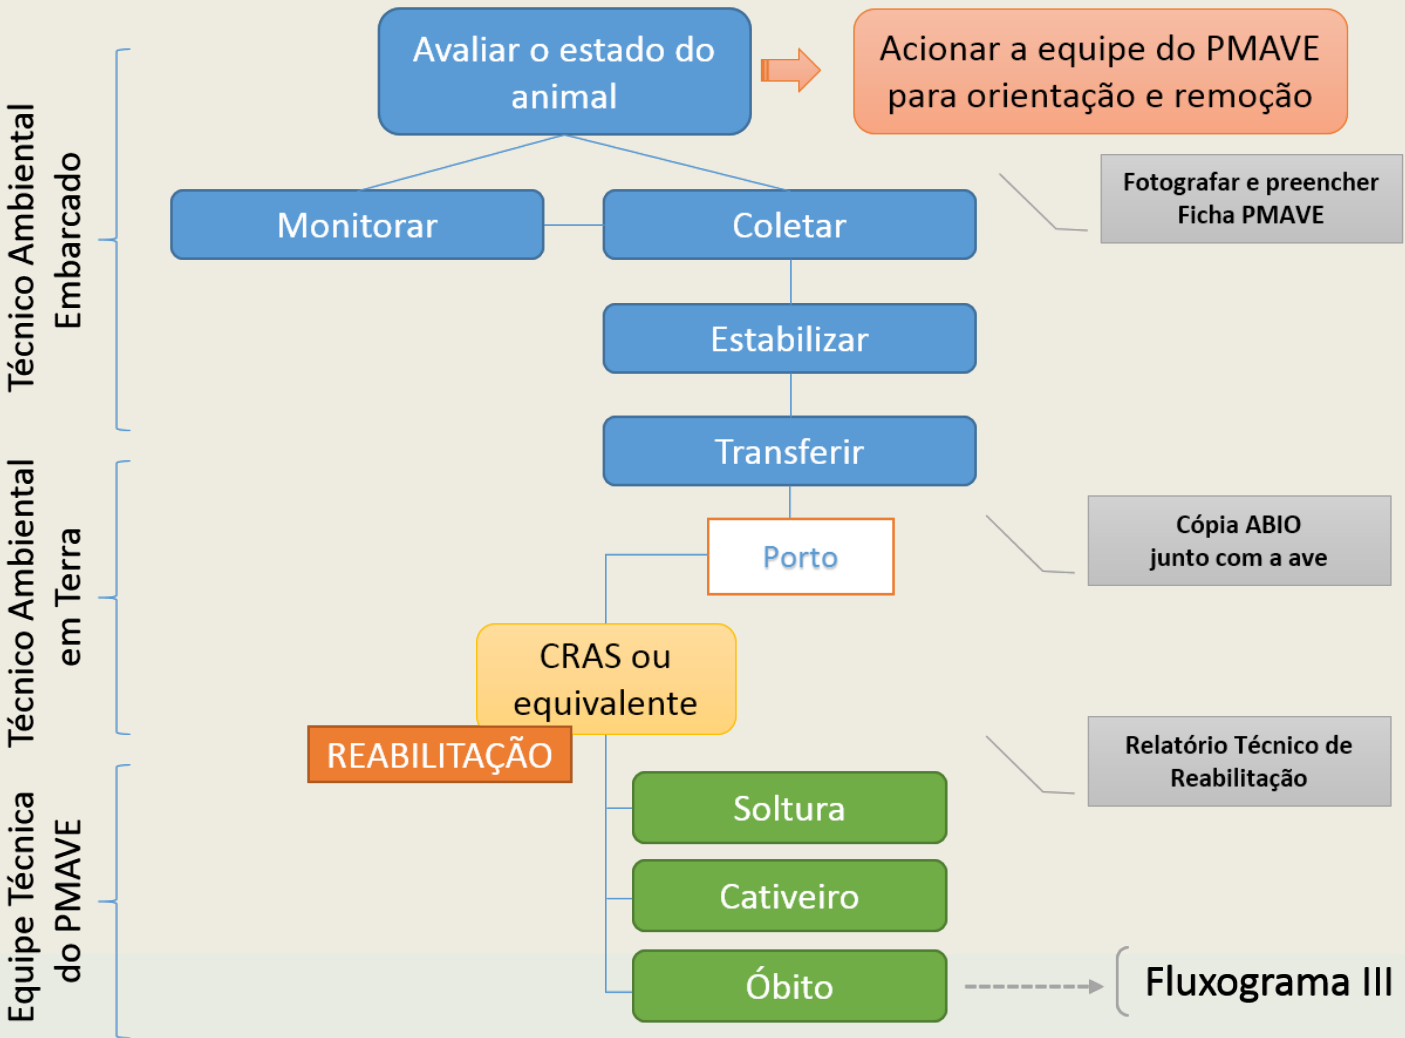 Avaliar o estado do
animal
Acionar a equipe do PMAVE
para orientação e remoção
Técnico Ambiental
Embarcado
Fotografar e preencher
Ficha PMAVE
Monitorar
Coletar
Estabilizar
Transferir
Técnico Ambiental
em Terra
Cópia ABIO
junto com a ave
Porto
CRAS ou
equivalente
REABILITAÇÃO
Relatório Técnico de
Reabilitação
Equipe Técnica
do PMAVE
Soltura
Cativeiro
Óbito
Fluxograma III